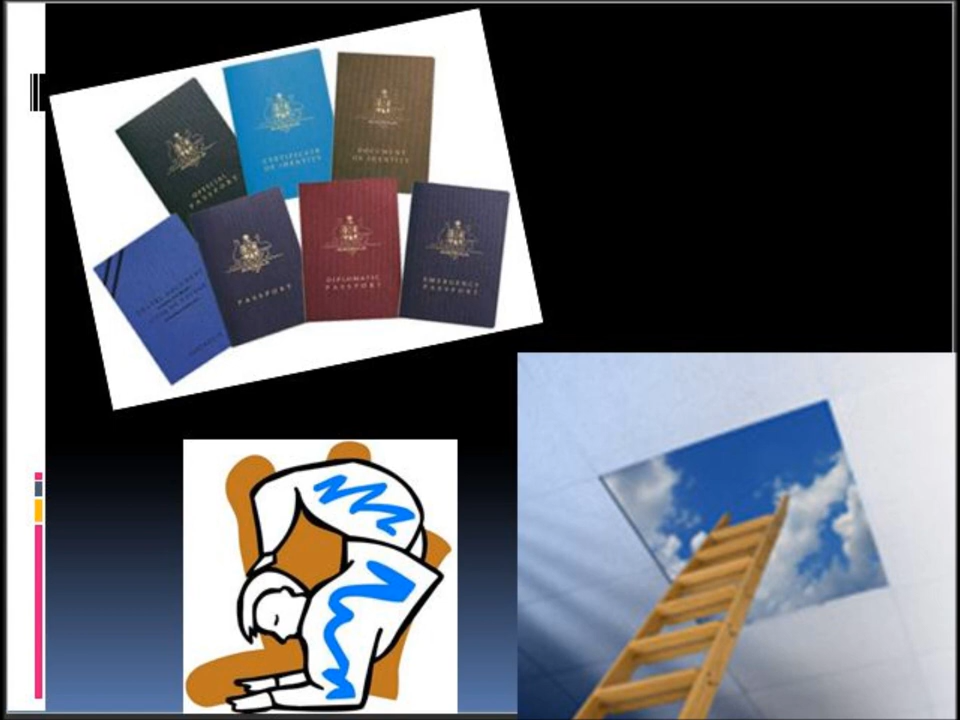 OFFICIAL
PASSPORT
CERTIFICATE
OF IDENTITY
DOCUMENT
OF IDENTITY
PASSPORT
DIPLOMATIC
PASSPORT
EMERGENCY
PASSPORT